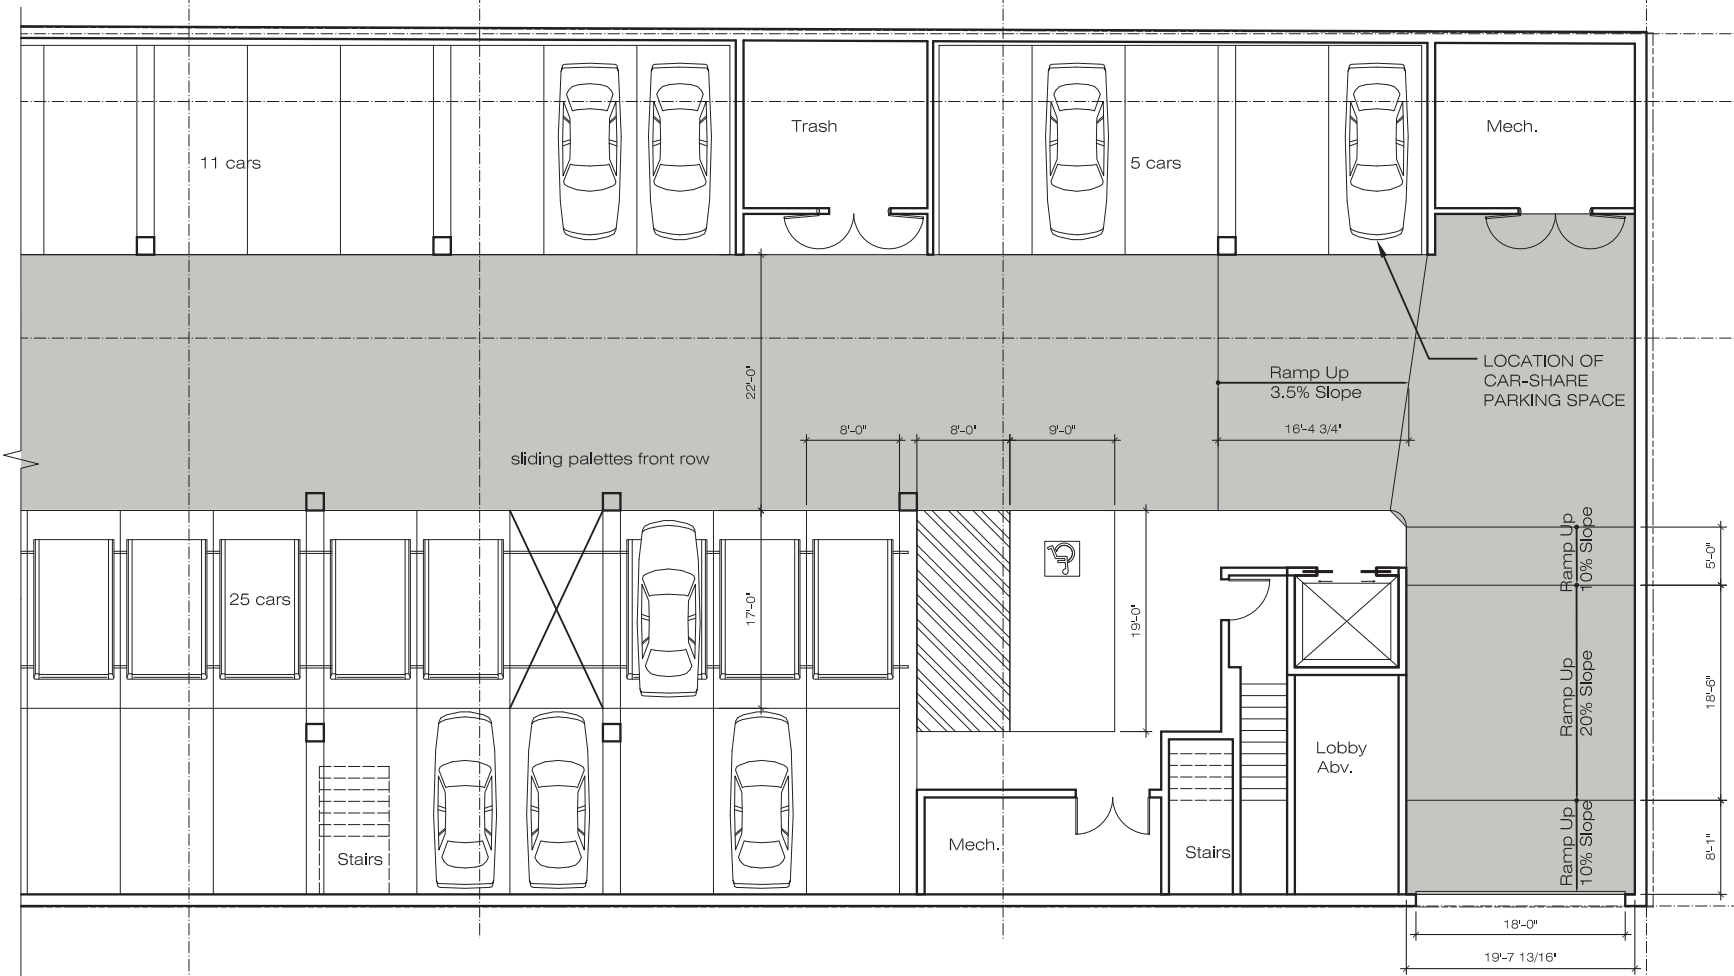 Trash
Mech.
11 cars
5 cars
LOCATION OF
CAR-SHARE
PARKING SPACE
Ramp Up
3.5% Slope
22'-0"
8'-0"
8'-0"
9'-0"
16'-4 3/4"
sliding palettes front row
Ramp Up
10% Slope
5'-0"
25 cars
17'-0"
19'-0"
Ramp Up
20% Slope
18'-6"
Lobby
Abv.
Ramp Up
10% Slope
8'-1"
Stairs
Mech.
Stairs
18'-0"
19'-7 13/16"